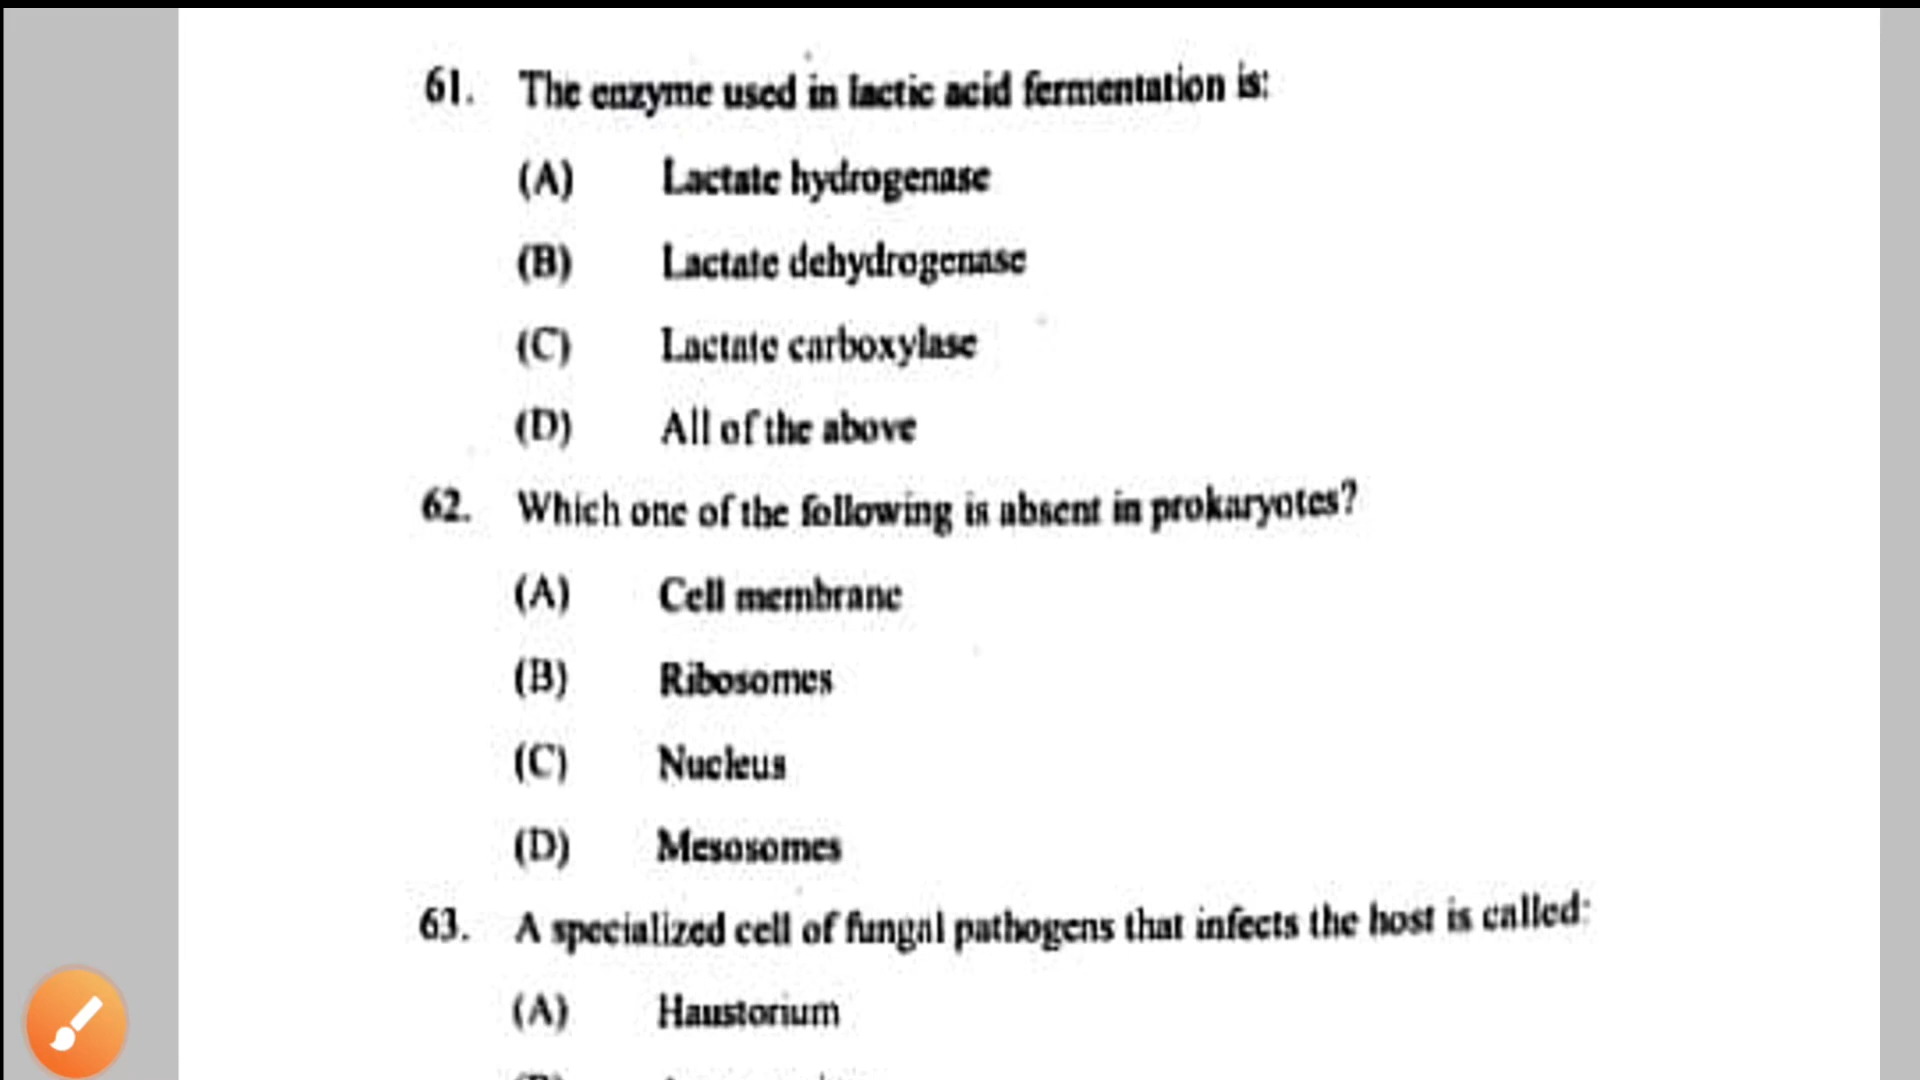 61. The enzyme used in lactic acid fermentation is:
(A) Lactate hydrogenase
(B) Lactate dehydrogenase
(C) Lactate carboxylase
(D) All of the above
62. Which one of the following is absent in prokaryotes?
(A) Cell membrane
(B) Ribosomes
(C) Nucleus
(D) Mesosomes
63. A specialized cell of fungal pathogens that infects the host is called:
(A) Haustorium